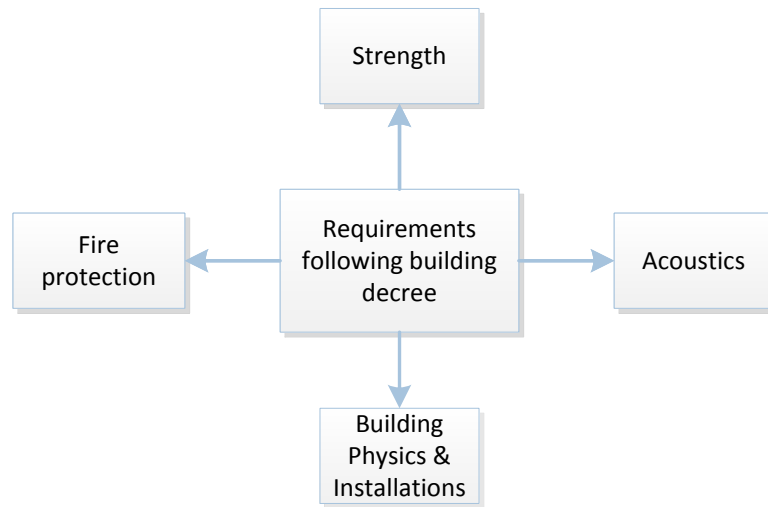 Strength
Fire
protection
Requirements
following building
decree
Acoustics
Building
Physics &
Installations